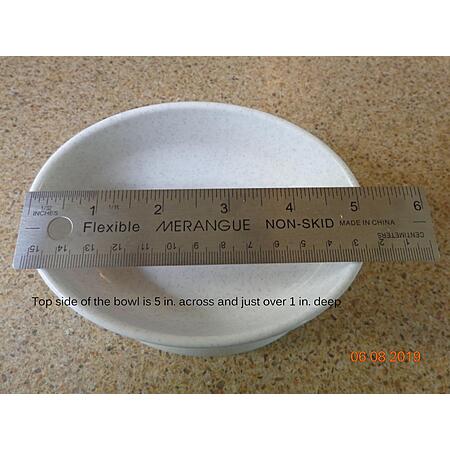 1 2 3 4 5 6
1/32 1/16
INCHES
Flexible MERANGUE NON-SKID MADE IN CHINA
CENTIMETERS
15 14 13 12 11 10 9 8 7 6 5 4 3 2 1
Top side of the bowl is 5 in. across and just over 1 in. deep
06.08.2019